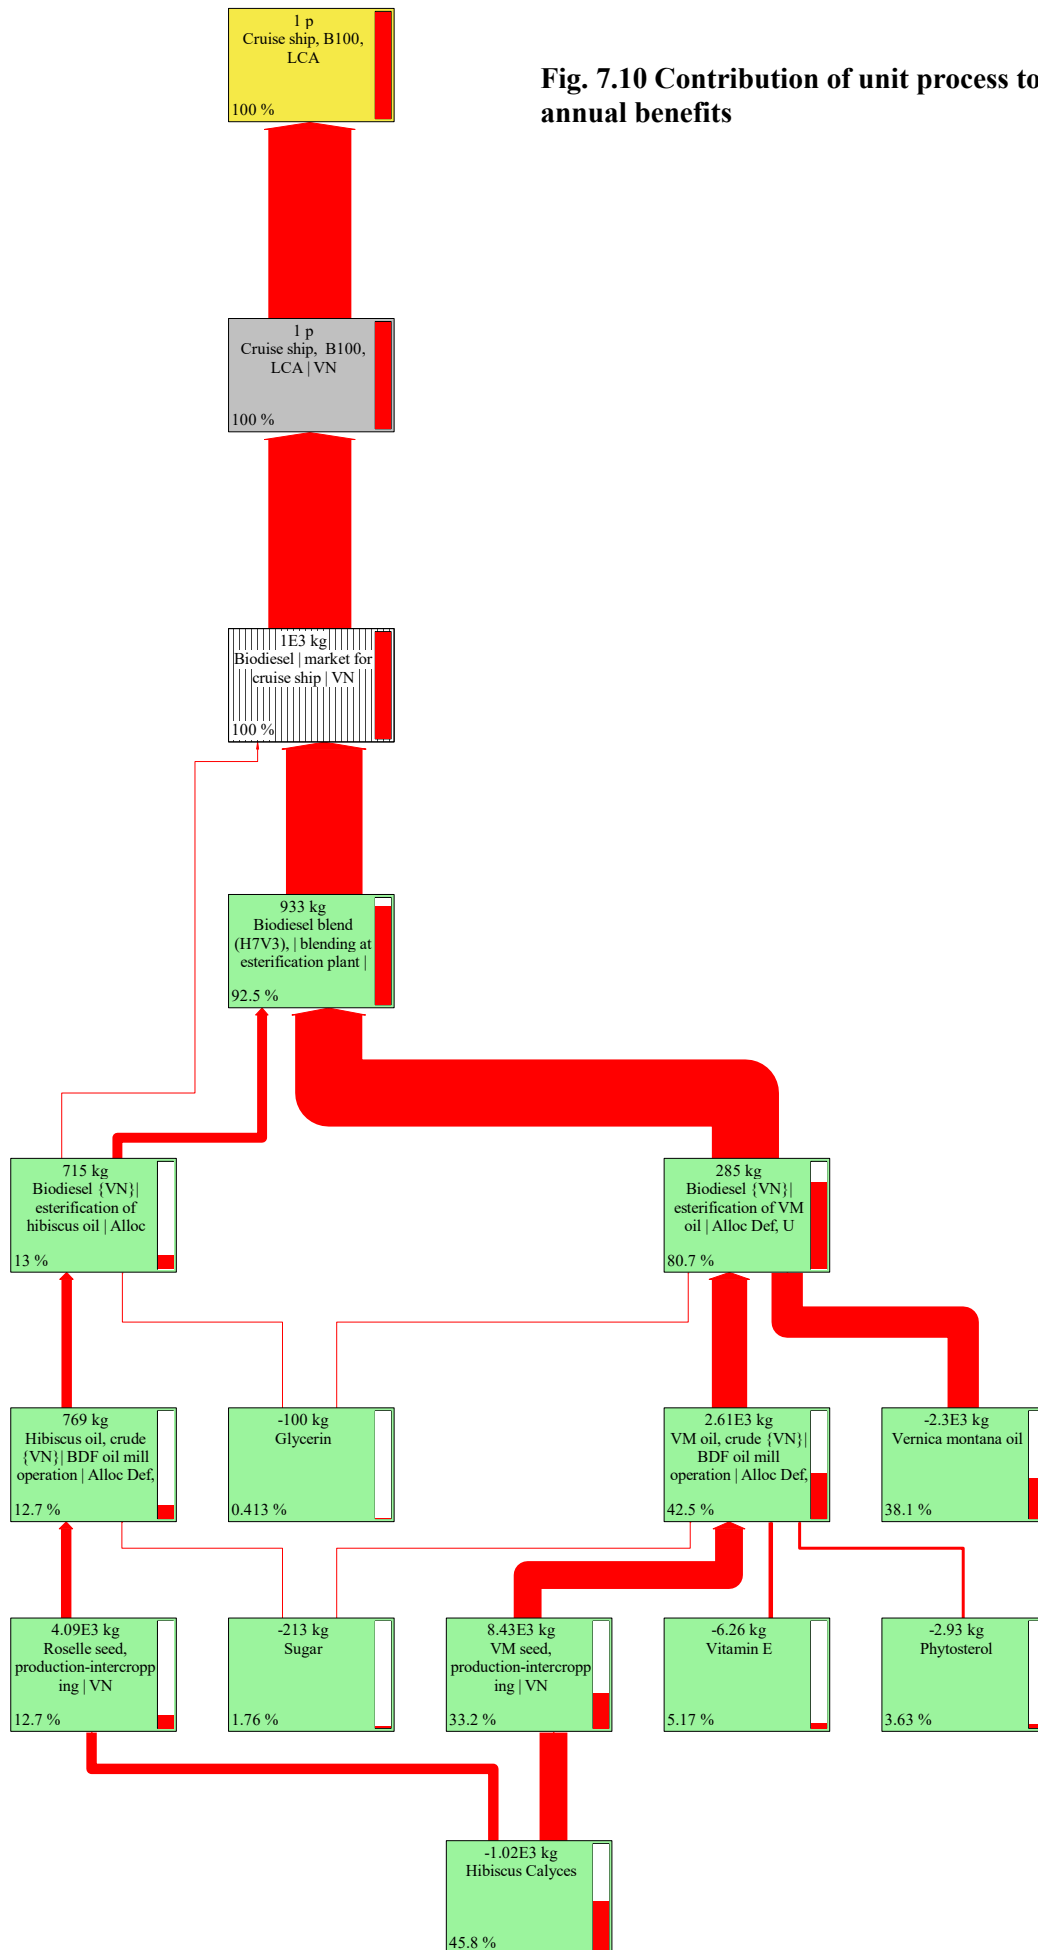 1 p
Cruise ship, B100,
LCA
100 %
Fig. 7.10 Contribution of unit process to
annual benefits
1 p
Cruise ship,  B100,
LCA | VN
100 %
1E3 kg
Biodiesel | market for
cruise ship | VN
100 %
933 kg
Biodiesel blend
(H7V3), | blending at
esterification plant |
92.5 %
715 kg
Biodiesel {VN}|
esterification of
hibiscus oil | Alloc
13 %
285 kg
Biodiesel {VN}|
esterification of VM
oil | Alloc Def, U
80.7 %
769 kg
Hibiscus oil, crude
{VN}| BDF oil mill
operation | Alloc Def,
12.7 %
-100 kg
Glycerin
0.413 %
2.61E3 kg
VM oil, crude {VN}|
BDF oil mill
operation | Alloc Def,
42.5 %
-2.3E3 kg
Vernica montana oil
38.1 %
4.09E3 kg
Roselle seed,
production-intercropp
ing | VN
12.7 %
-213 kg
Sugar
1.76 %
8.43E3 kg
VM seed,
production-intercropp
ing | VN
33.2 %
-6.26 kg
Vitamin E
5.17 %
-2.93 kg
Phytosterol
3.63 %
-1.02E3 kg
Hibiscus Calyces
45.8 %